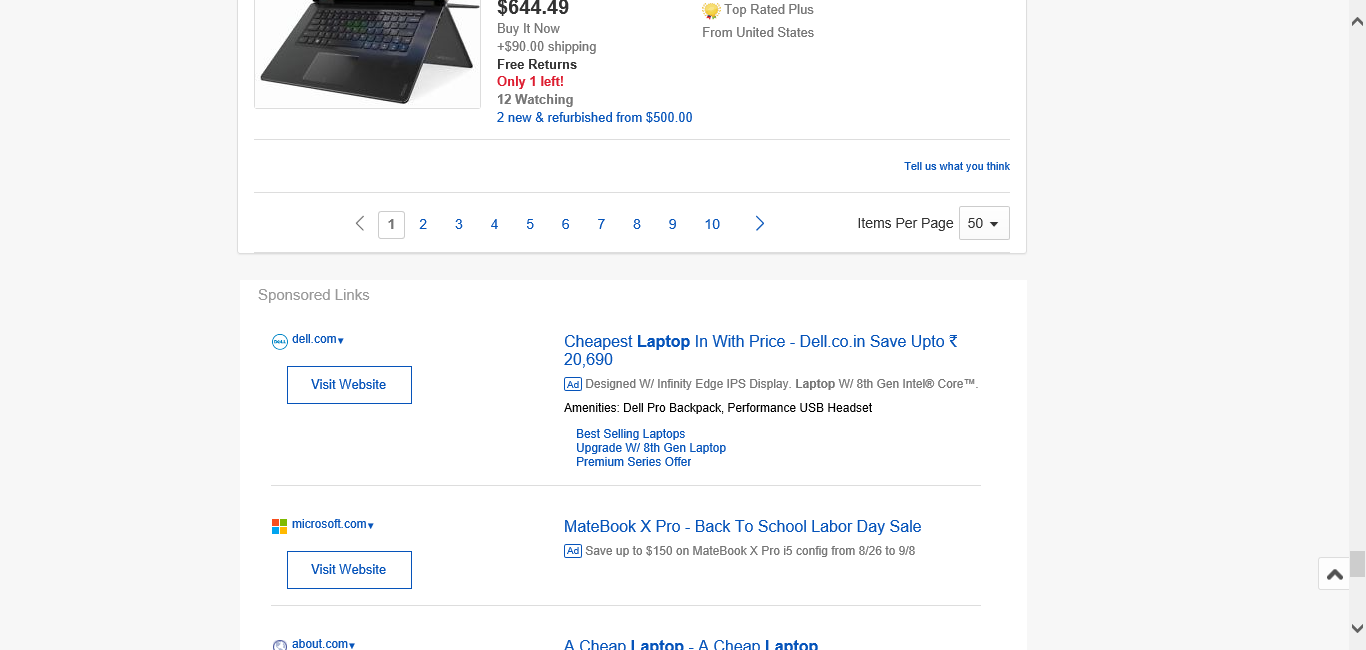 $644.49
Buy It Now
+$90.00 shipping
Free Returns
Only 1 left!
12 Watching
2 new & refurbished from $500.00
Top Rated Plus
From United States
Tell us what you think
1 2 3 4 5 6 7 8 9 10
Items Per Page 50
Sponsored Links
dell.com▾
Visit Website
Cheapest Laptop In With Price - Dell.co.in Save Upto ₹
20,690
Ad Designed W/ Infinity Edge IPS Display. Laptop W/ 8th Gen Intel® Core™.
Amenities: Dell Pro Backpack, Performance USB Headset
Best Selling Laptops
Upgrade W/ 8th Gen Laptop
Premium Series Offer
microsoft.com▾
Visit Website
MateBook X Pro - Back To School Labor Day Sale
Ad Save up to $150 on MateBook X Pro i5 config from 8/26 to 9/8
about.com▾
A Cheap Laptop - A Cheap Laptop